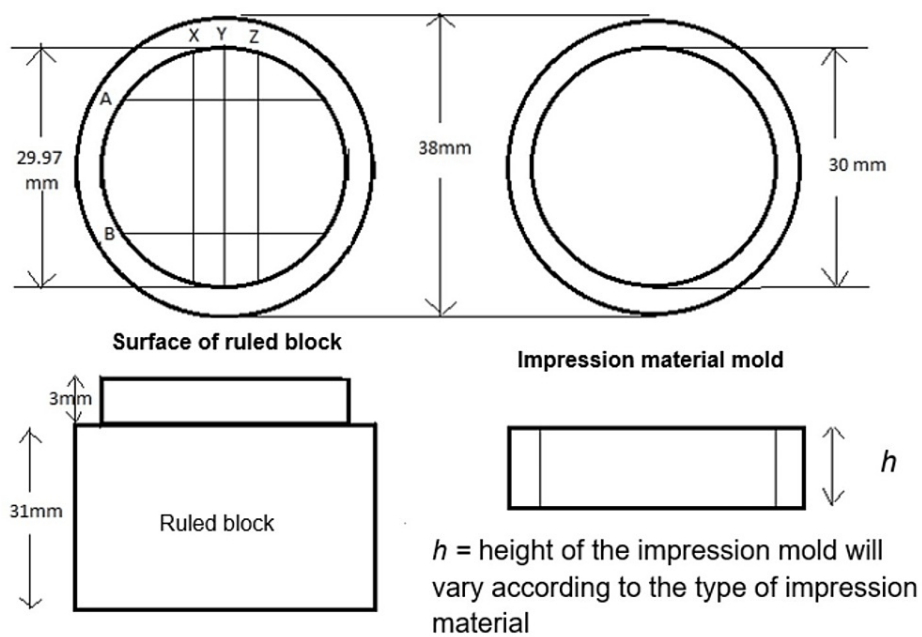 X Y Z
A
29.97
mm
B
38mm
30 mm
Surface of ruled block
Impression material mold
3mm
31mm
Ruled block
h
h = height of the impression mold will
vary according to the type of impression
material